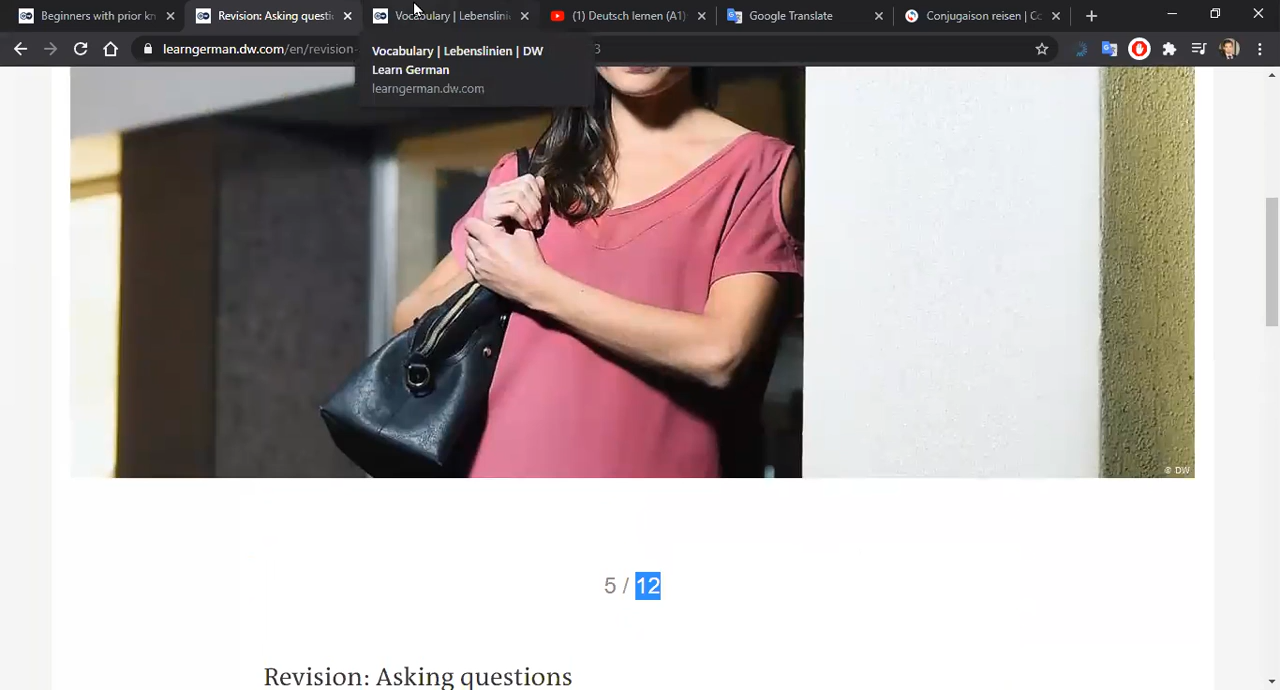 Beginners with prior kn
Revision: Asking questi
Vocabulary | Lebenslini
(1) Deutsch lernen (A1)
Google Translate
Conjugaison reisen | Co
learngerman.dw.com/en/revision-
3
Vocabulary | Lebenslinien | DW
Learn German
learngerman.dw.com
© DW
5 / 12
Revision: Asking questions